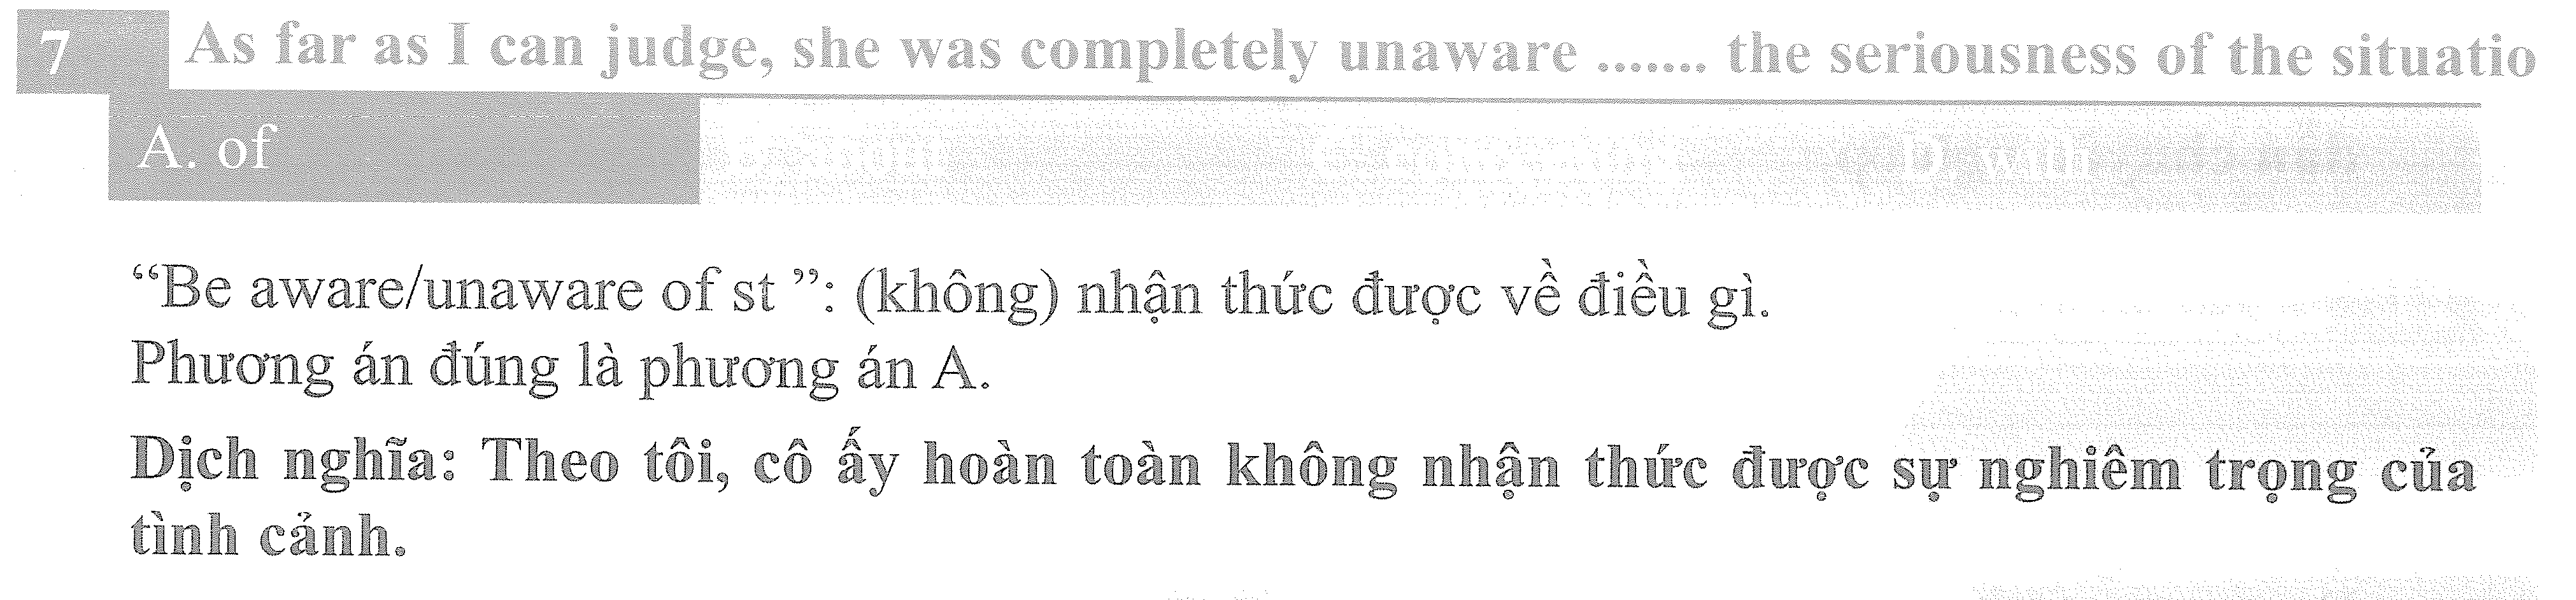 7 As far as I can judge, she was completely unaware ....... the seriousness of the situatio
A. of D. with
“Be aware/unaware of st ”: (không) nhận thức được về điều gì.
Phương án đúng là phương án A.
Dịch nghĩa: Theo tôi, cô ấy hoàn toàn không nhận thức được sự nghiêm trọng của
tình cảnh.